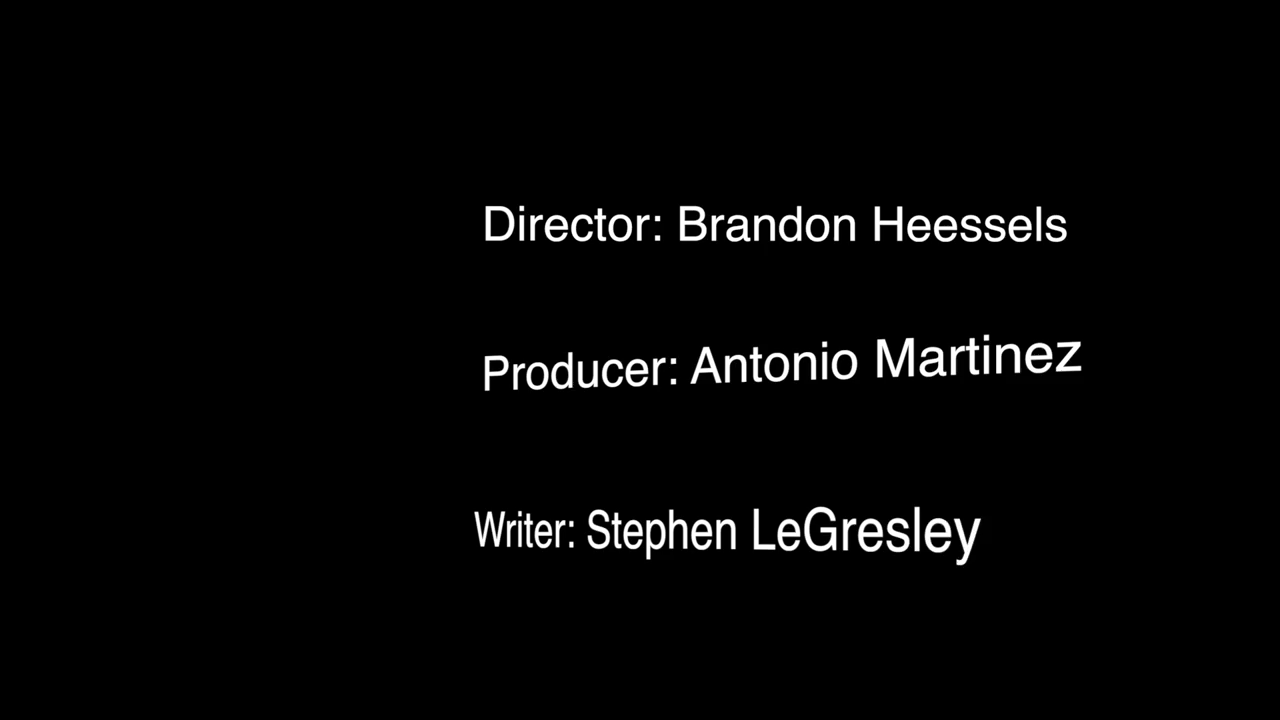 Director: Brandon Heessels
Producer: Antonio Martinez
Writer: Stephen LeGresley